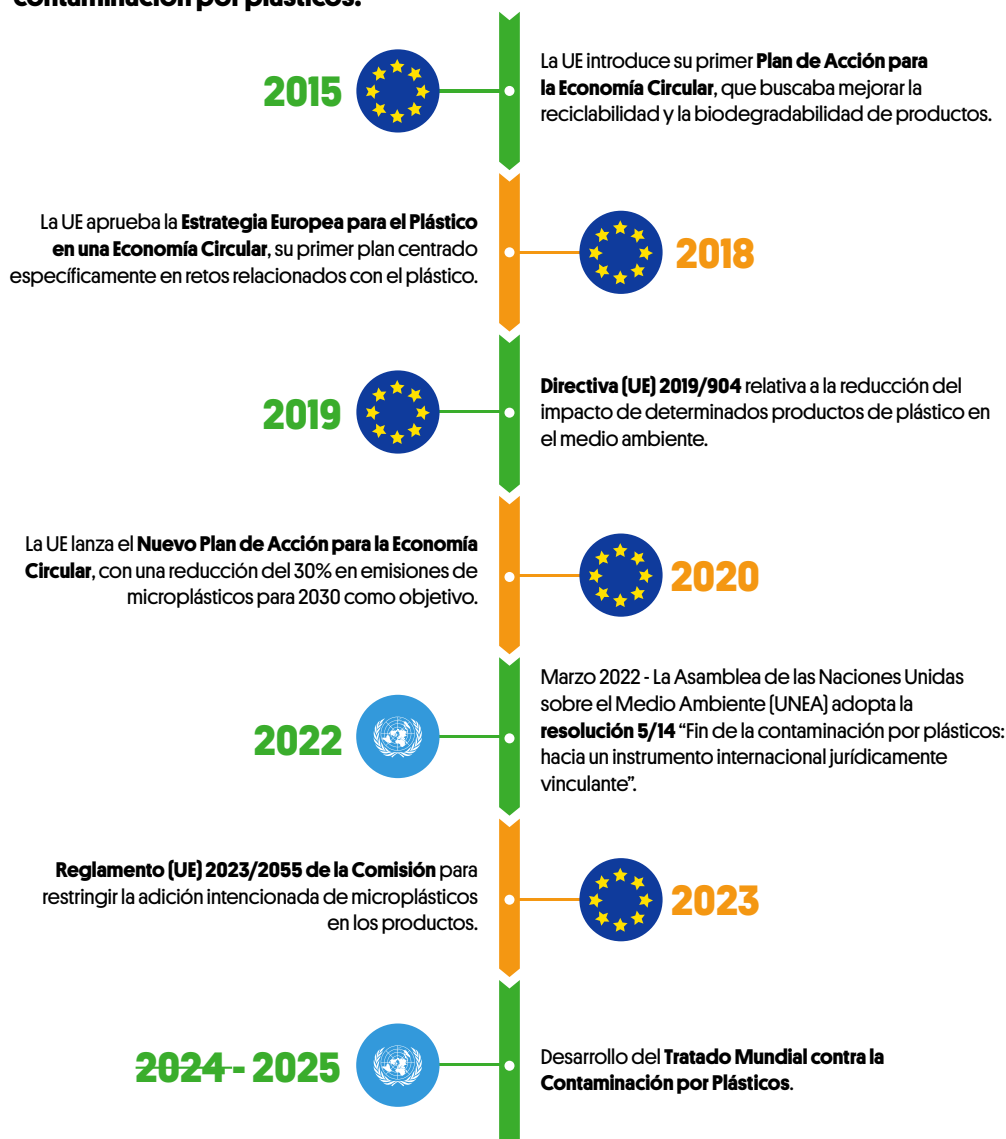 contaminación por plásticos.
2015
La UE introduce su primer Plan de Acción para
la Economía Circular, que buscaba mejorar la
reciclabilidad y la biodegradabilidad de productos.
La UE aprueba la Estrategia Europea para el Plástico
en una Economía Circular, su primer plan centrado
específicamente en retos relacionados con el plástico.
2018
2019
Directiva (UE) 2019/904 relativa a la reducción del
impacto de determinados productos de plástico en
el medio ambiente.
La UE lanza el Nuevo Plan de Acción para la Economía
Circular, con una reducción del 30% en emisiones de
microplásticos para 2030 como objetivo.
2020
2022
Marzo 2022 - La Asamblea de las Naciones Unidas
sobre el Medio Ambiente (UNEA) adopta la
resolución 5/14 “Fin de la contaminación por plásticos:
hacia un instrumento internacional jurídicamente
vinculante”.
Reglamento (UE) 2023/2055 de la Comisión para
restringir la adición intencionada de microplásticos
en los productos.
2023
2024 - 2025
Desarrollo del Tratado Mundial contra la
Contaminación por Plásticos.